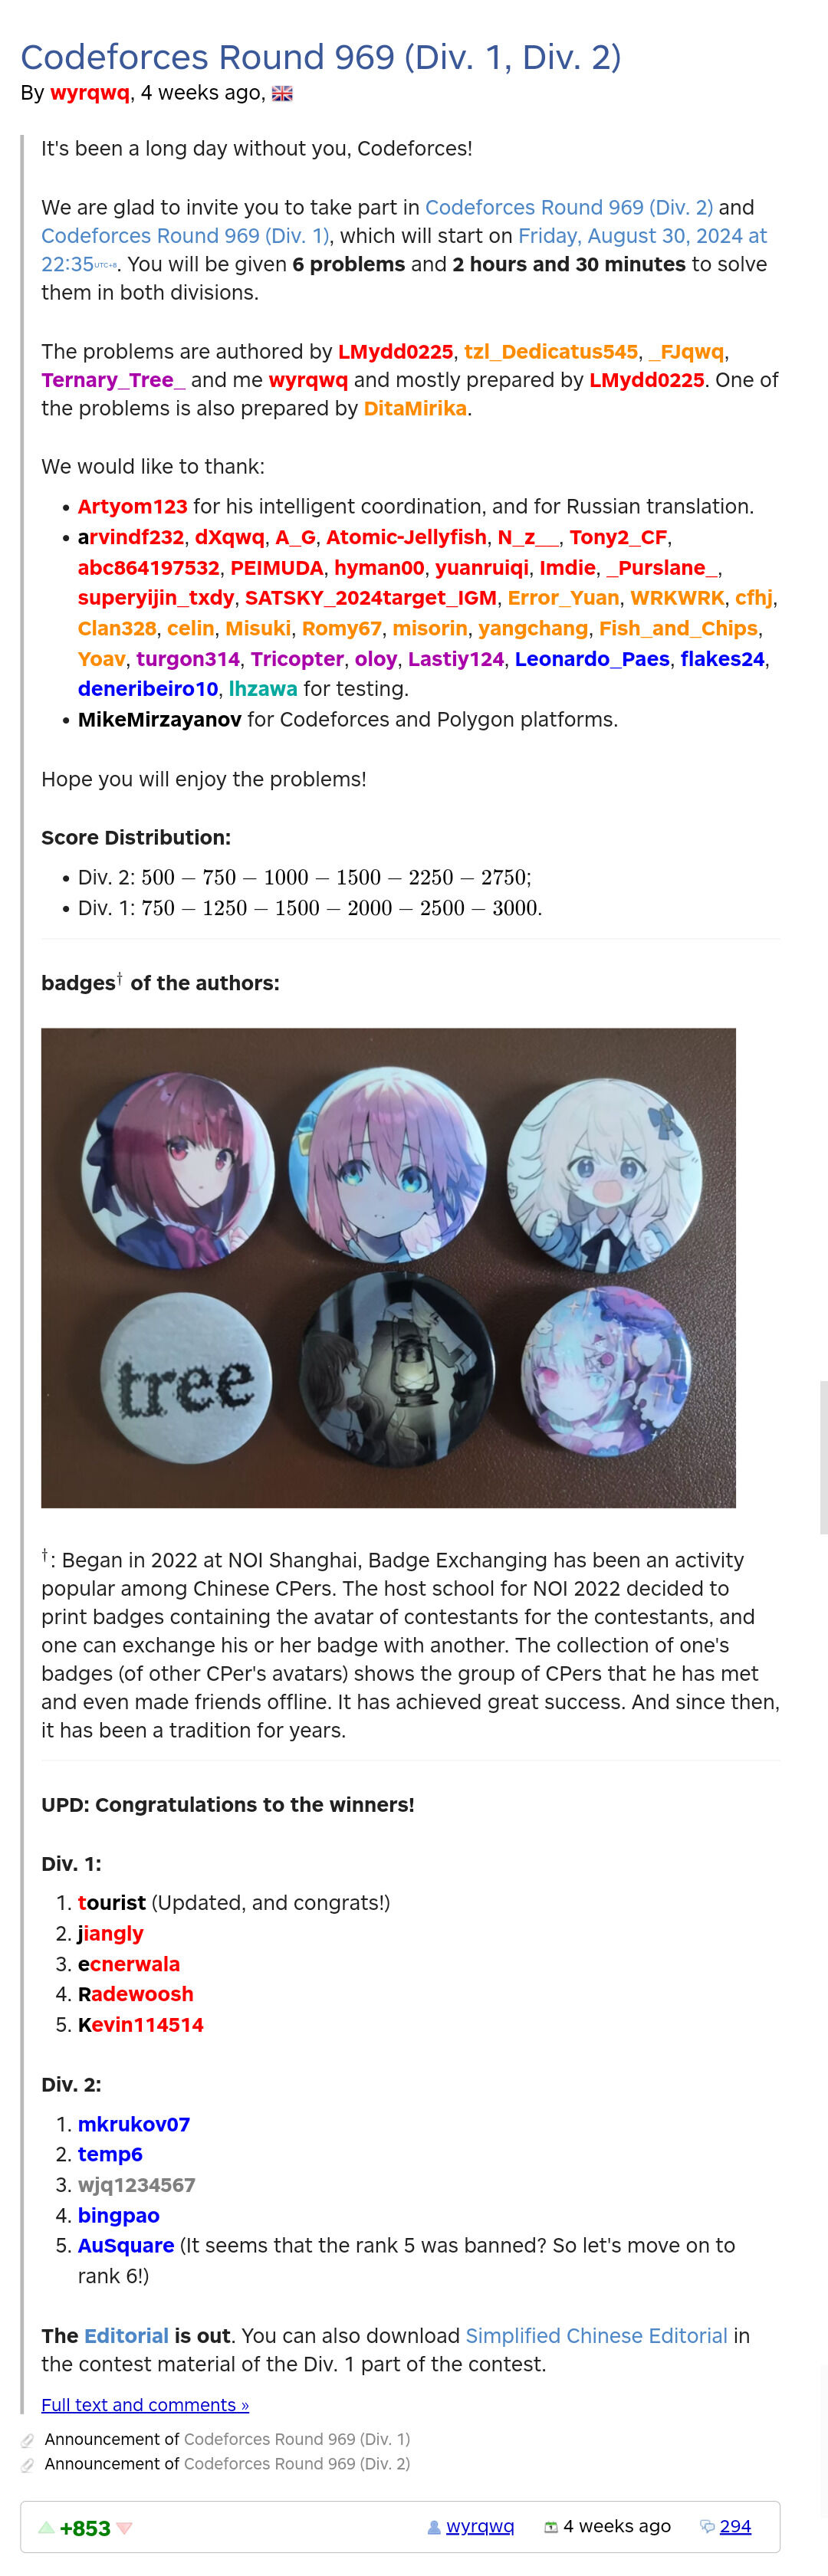 Codeforces Round 969 (Div. 1, Div. 2)
By wyrqwq, 4 weeks ago,
It's been a long day without you, Codeforces!
We are glad to invite you to take part in Codeforces Round 969 (Div. 2) and
Codeforces Round 969 (Div. 1), which will start on Friday, August 30, 2024 at
22:35UTC+8. You will be given 6 problems and 2 hours and 30 minutes to solve
them in both divisions.
The problems are authored by LMydd0225, tzl_Dedicatus545, _FJqwq,
Ternary_Tree_ and me wyrqwq and mostly prepared by LMydd0225. One of
the problems is also prepared by DitaMirika.
We would like to thank:
• Artyom123 for his intelligent coordination, and for Russian translation.
• arvindf232, dXqwq, A_G, Atomic-Jellyfish, N_z__, Tony2_CF,
abc864197532, PEIMUDA, hyman00, yuanruiqi, Imdie, _Purslane_,
superyijin_txdy, SATSKY_2024target_IGM, Error_Yuan, WRKWRK, cfhj,
Clan328, celin, Misuki, Romy67, misorin, yangchang, Fish_and_Chips,
Yoav, turgon314, Tricopter, oloy, Lastiy124, Leonardo_Paes, flakes24,
deneribeiro10, lhzawa for testing.
• MikeMirzayanov for Codeforces and Polygon platforms.
Hope you will enjoy the problems!
Score Distribution:
• Div. 2: 500 − 750 − 1000 − 1500 − 2250 − 2750;
• Div. 1: 750 − 1250 − 1500 − 2000 − 2500 − 3000.
badges† of the authors:
tree
†: Began in 2022 at NOI Shanghai, Badge Exchanging has been an activity
popular among Chinese CPers. The host school for NOI 2022 decided to
print badges containing the avatar of contestants for the contestants, and
one can exchange his or her badge with another. The collection of one's
badges (of other CPer's avatars) shows the group of CPers that he has met
and even made friends offline. It has achieved great success. And since then,
it has been a tradition for years.
UPD: Congratulations to the winners!
Div. 1:
1. tourist (Updated, and congrats!)
2. jiangly
3. ecnerwala
4. Radewoosh
5. Kevin114514
Div. 2:
1. mkrukov07
2. temp6
3. wjq1234567
4. bingpao
5. AuSquare (It seems that the rank 5 was banned? So let's move on to
rank 6!)
The Editorial is out. You can also download Simplified Chinese Editorial in
the contest material of the Div. 1 part of the contest.
Full text and comments »
Announcement of Codeforces Round 969 (Div. 1)
Announcement of Codeforces Round 969 (Div. 2)
+853 wyrqwq 4 weeks ago 294